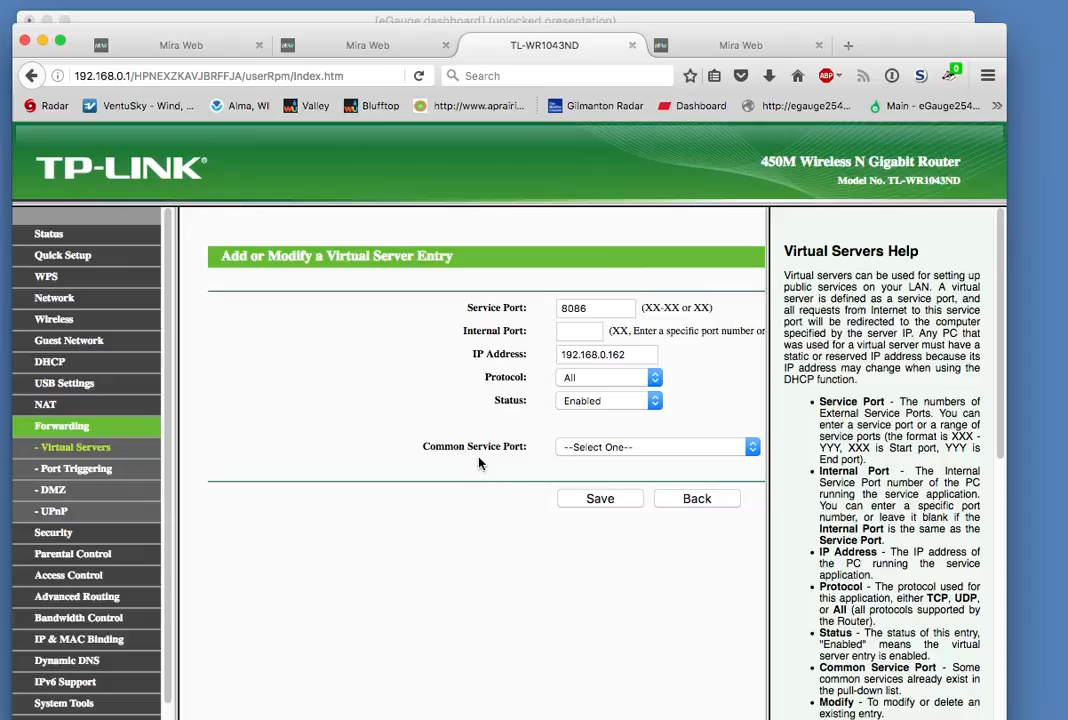 [eGauge dashboard] (unlocked presentation)
Mira Web
Mira Web
TL-WR1043ND
Mira Web
192.168.0.1/HPNEXZKAVJBRFFJA/userRpm/Index.htm
Search
ABP
0
Radar
VentuSky - Wind, ...
Alma, WI
Valley
Blufftop
http://www.aprairi...
Gilmanton Radar
Dashboard
http://egauge254...
Main - eGauge254...
TP-LINK®
450M Wireless N Gigabit Router
Model No. TL-WR1043ND
Status
Quick Setup
WPS
Network
Wireless
Guest Network
DHCP
USB Settings
NAT
Forwarding
- Virtual Servers
- Port Triggering
- DMZ
- UPnP
Security
Parental Control
Access Control
Advanced Routing
Bandwidth Control
IP & MAC Binding
Dynamic DNS
IPv6 Support
System Tools
Add or Modify a Virtual Server Entry
Service Port: 8086 (XX-XX or XX)
Internal Port: (XX, Enter a specific port number or
IP Address: 192.168.0.162
Protocol: All
Status: Enabled
Common Service Port: --Select One--
Save Back
Virtual Servers Help
Virtual servers can be used for setting up
public services on your LAN. A virtual
server is defined as a service port, and
all requests from Internet to this service
port will be redirected to the computer
specified by the server IP. Any PC that
was used for a virtual server must have a
static or reserved IP address because its
IP address may change when using the
DHCP function.
• Service Port - The numbers of
External Service Ports. You can
enter a service port or a range of
service ports (the format is XXX -
YYY, XXX is Start port, YYY is
End port).
• Internal Port - The Internal
Service Port number of the PC
running the service application.
You can enter a specific port
number, or leave it blank if the
Internal Port is the same as the
Service Port.
• IP Address - The IP address of
the PC running the service
application.
• Protocol - The protocol used for
this application, either TCP, UDP,
or All (all protocols supported by
the Router).
• Status - The status of this entry,
"Enabled" means the virtual
server entry is enabled.
• Common Service Port - Some
common services already exist in
the pull-down list.
• Modify - To modify or delete an
existing entry.